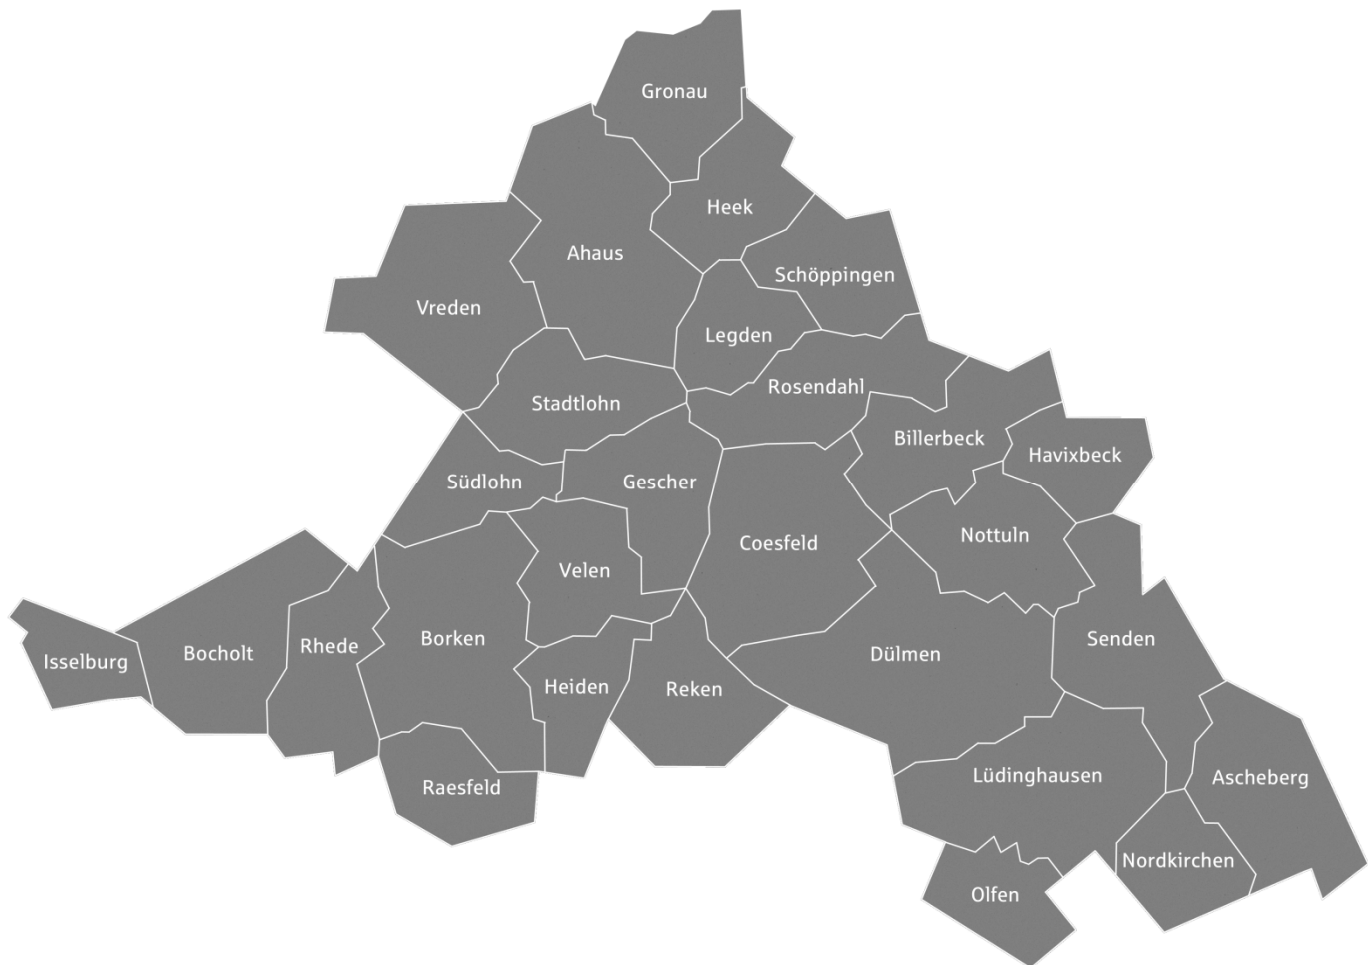 Gronau
Heek
Ahaus
Schöppingen
Vreden
Legden
Rosendahl
Stadtlohn
Billerbeck
Havixbeck
Südlohn
Gescher
Nottuln
Coesfeld
Velen
Borken
Rhede
Bocholt
Isselburg
Senden
Dülmen
Heiden
Reken
Lüdinghausen
Ascheberg
Raesfeld
Nordkirchen
Olfen